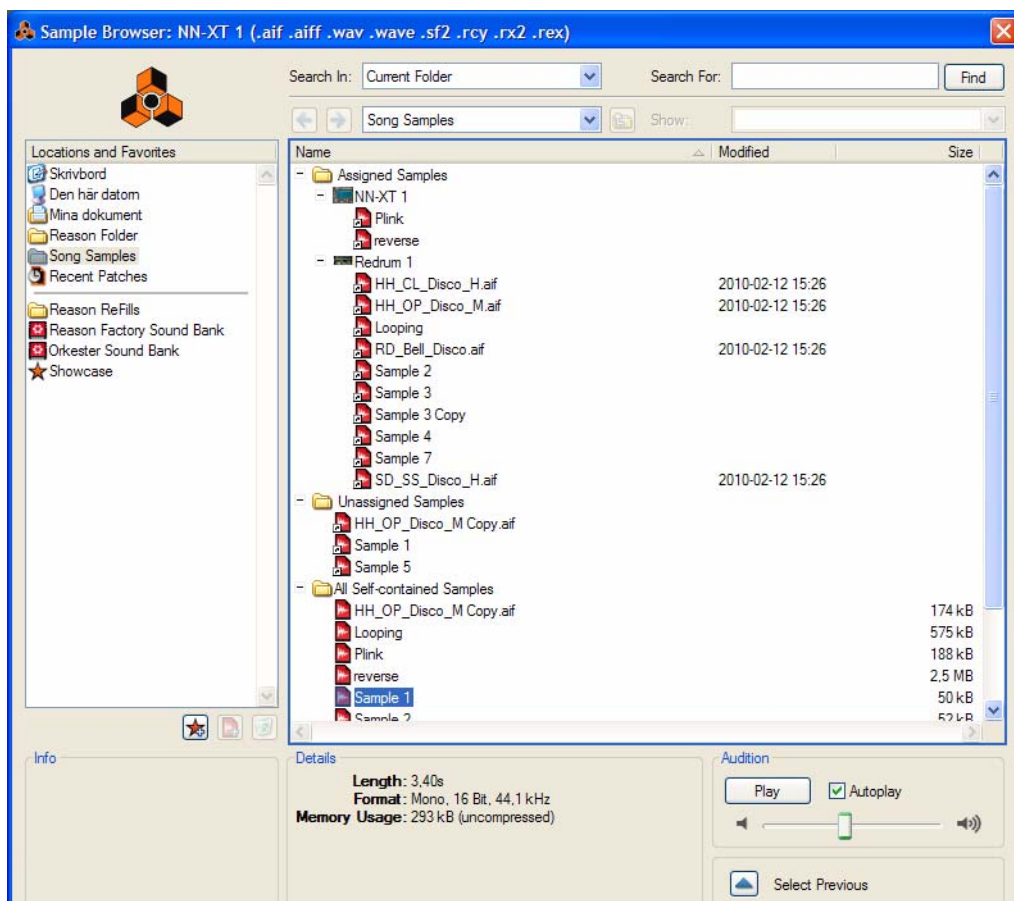 Sample Browser: NN-XT 1 (.aif .aiff .wav .wave .sf2 .rcy .rx2 .rex)
Search In: Current Folder Search For: Find
Song Samples Show:
Locations and Favorites
Skrivbord
Den här datorn
Mina dokument
Reason Folder
Song Samples
Recent Patches
Reason ReFills
Reason Factory Sound Bank
Orkester Sound Bank
Showcase
Name Modified Size
Assigned Samples
NN-XT 1
Plink
reverse
Redrum 1
HH_CL_Disco_H.aif 2010-02-12 15:26
HH_OP_Disco_M.aif 2010-02-12 15:26
Looping
RD_Bell_Disco.aif 2010-02-12 15:26
Sample 2
Sample 3
Sample 3 Copy
Sample 4
Sample 7
SD_SS_Disco_H.aif 2010-02-12 15:26
Unassigned Samples
HH_OP_Disco_M Copy.aif
Sample 1
Sample 5
All Self-contained Samples
HH_OP_Disco_M Copy.aif 174 kB
Looping 575 kB
Plink 188 kB
reverse 2,5 MB
Sample 1 50 kB
Sample 2 52 kB
Info
Details
Length: 3,40s
Format: Mono, 16 Bit, 44,1 kHz
Memory Usage: 293 kB (uncompressed)
Audition
Play Autoplay
Select Previous